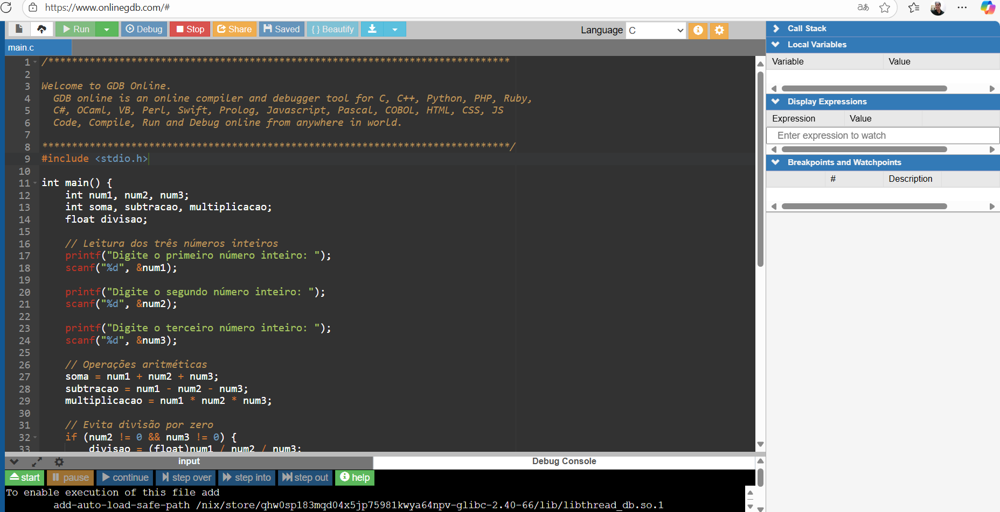 https://www.onlinegdb.com/#
Run Debug Stop Share Saved { } Beautify Language C
main.c
1 /******************************************************************************
2
3 Welcome to GDB Online.
4 GDB online is an online compiler and debugger tool for C, C++, Python, PHP, Ruby,
5 C#, OCaml, VB, Perl, Swift, Prolog, Javascript, Pascal, COBOL, HTML, CSS, JS
6 Code, Compile, Run and Debug online from anywhere in world.
7
8 *******************************************************************************/
9 #include <stdio.h>
10
11 int main() {
12 int num1, num2, num3;
13 int soma, subtracao, multiplicacao;
14 float divisao;
15
16 // Leitura dos três números inteiros
17 printf("Digite o primeiro número inteiro: ");
18 scanf("%d", &num1);
19
20 printf("Digite o segundo número inteiro: ");
21 scanf("%d", &num2);
22
23 printf("Digite o terceiro número inteiro: ");
24 scanf("%d", &num3);
25
26 // Operações aritméticas
27 soma = num1 + num2 + num3;
28 subtracao = num1 - num2 - num3;
29 multiplicacao = num1 * num2 * num3;
30
31 // Evita divisão por zero
32 if (num2 != 0 && num3 != 0) {
33 divisao = (float)num1 / num2 / num3;
Call Stack
Local Variables
Variable Value
Display Expressions
Expression Value
Enter expression to watch
Breakpoints and Watchpoints
# Description
input Debug Console
start pause continue step over step into step out help
To enable execution of this file add
add-auto-load-safe-path /nix/store/qhw0sp183mqd04x5jp75981kwya64npv-glibc-2.40-66/lib/libthread_db.so.1